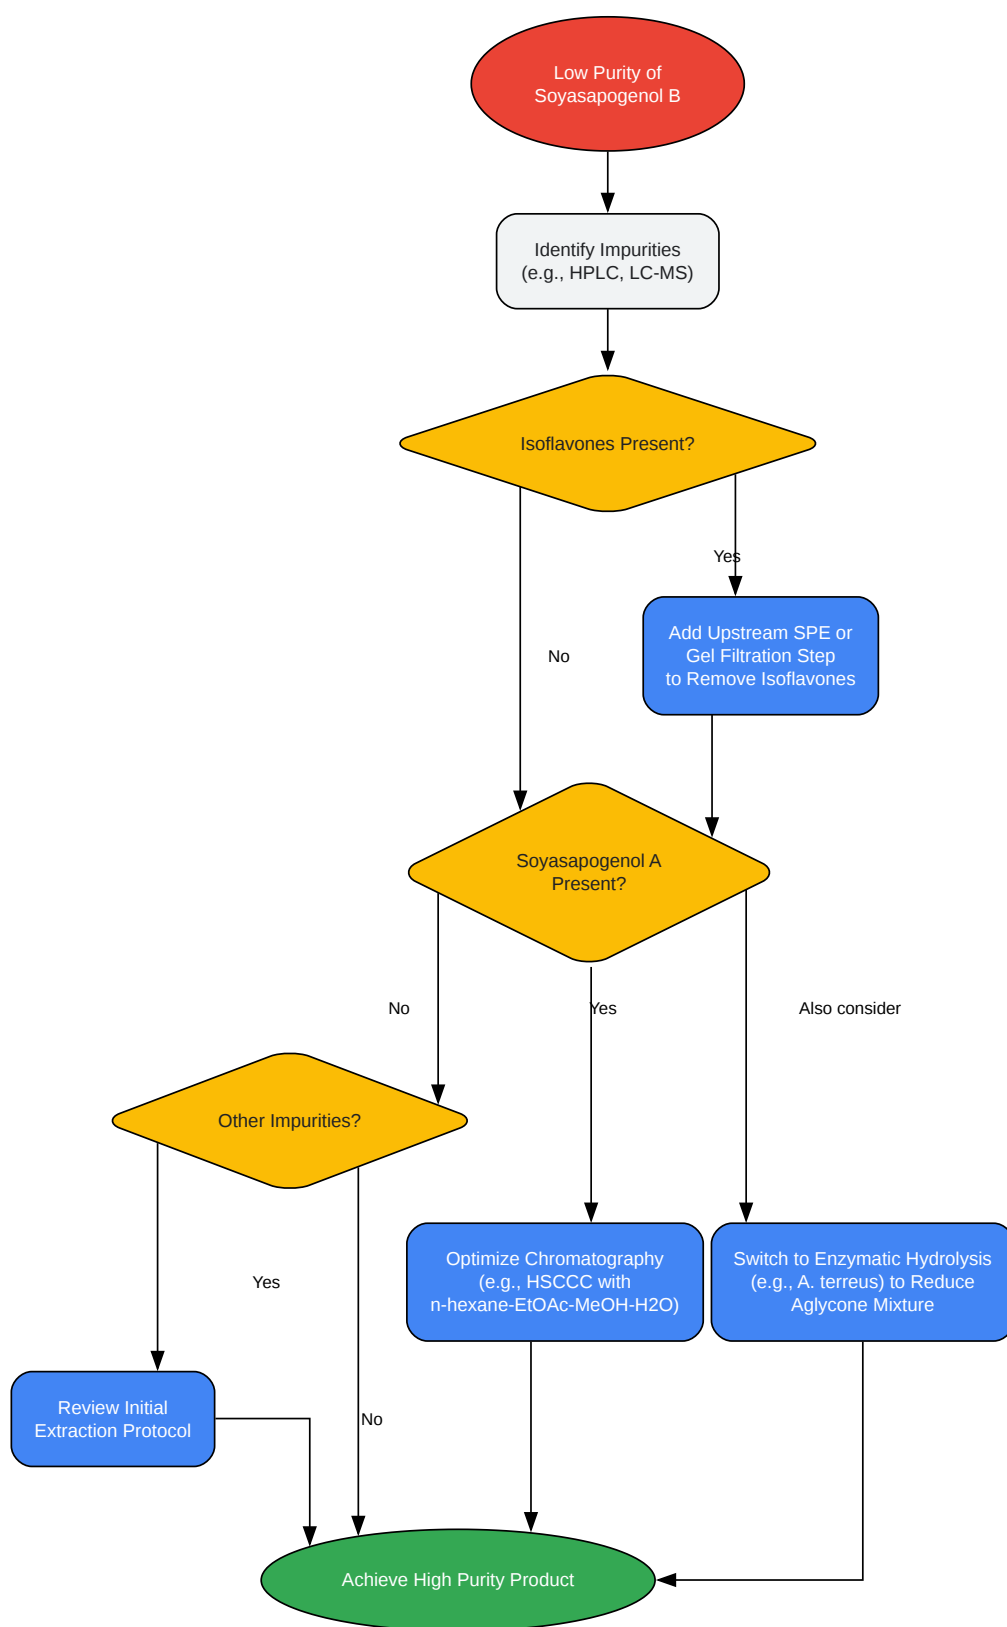 Low Purity of
Soyasapogenol B
Identify Impurities
(e.g., HPLC, LC-MS)
Isoflavones Present?
Yes
Add Upstream SPE or
Gel Filtration Step
to Remove Isoflavones
No
Soyasapogenol A
Present?
No
Yes
Also consider
Other Impurities?
Optimize Chromatography
(e.g., HSCCC with
n-hexane-EtOAc-MeOH-H2O)
Switch to Enzymatic Hydrolysis
(e.g., A. terreus) to Reduce
Aglycone Mixture
Yes
Review Initial
Extraction Protocol
No
Achieve High Purity Product